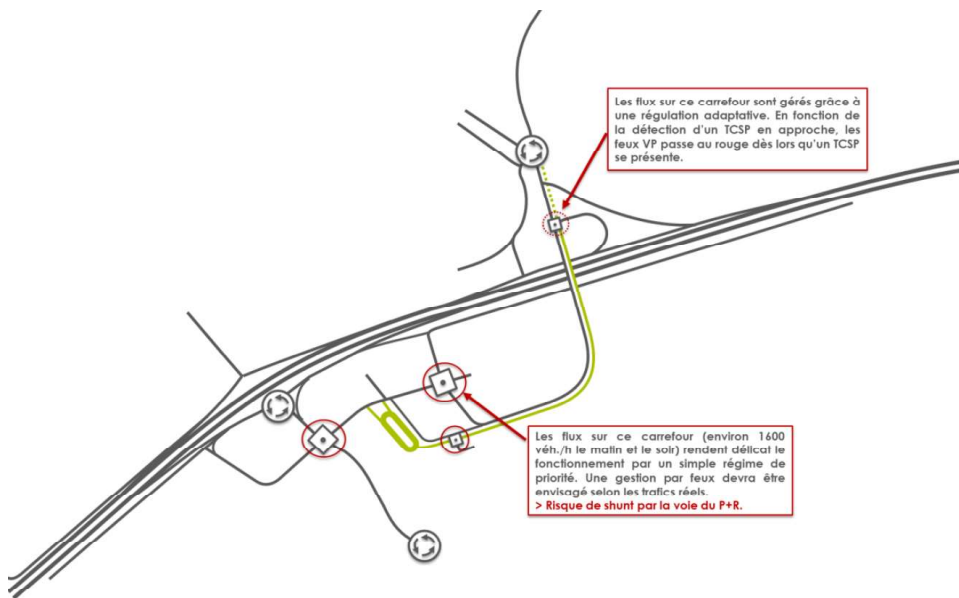 Les flux sur ce carrefour sont gérés grâce à
une régulation adaptative. En fonction de
la détection d'un TCSP en approche, les
feux VP passe au rouge dès lors qu'un TCSP
se présente.
Les flux sur ce carrefour (environ 1600
véh./h le matin et le soir) rendent délicat le
fonctionnement par un simple régime de
priorité. Une gestion par feux devra être
envisagé selon les trafics réels.
> Risque de shunt par la voie du P+R.